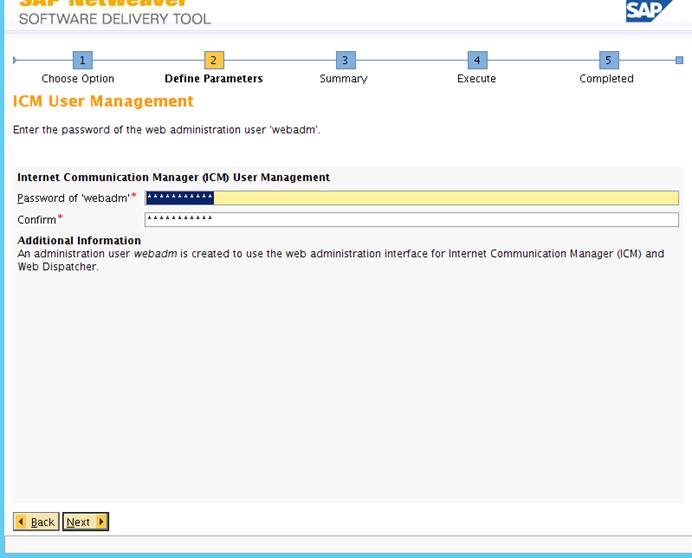 SAP NetWeaver
SOFTWARE DELIVERY TOOL
SAP
1 2 3 4 5
Choose Option Define Parameters Summary Execute Completed
ICM User Management
Enter the password of the web administration user 'webadm'.
Internet Communication Manager (ICM) User Management
Password of 'webadm'* ***********
Confirm* ***********
Additional Information
An administration user webadm is created to use the web administration interface for Internet Communication Manager (ICM) and
Web Dispatcher.
Back Next